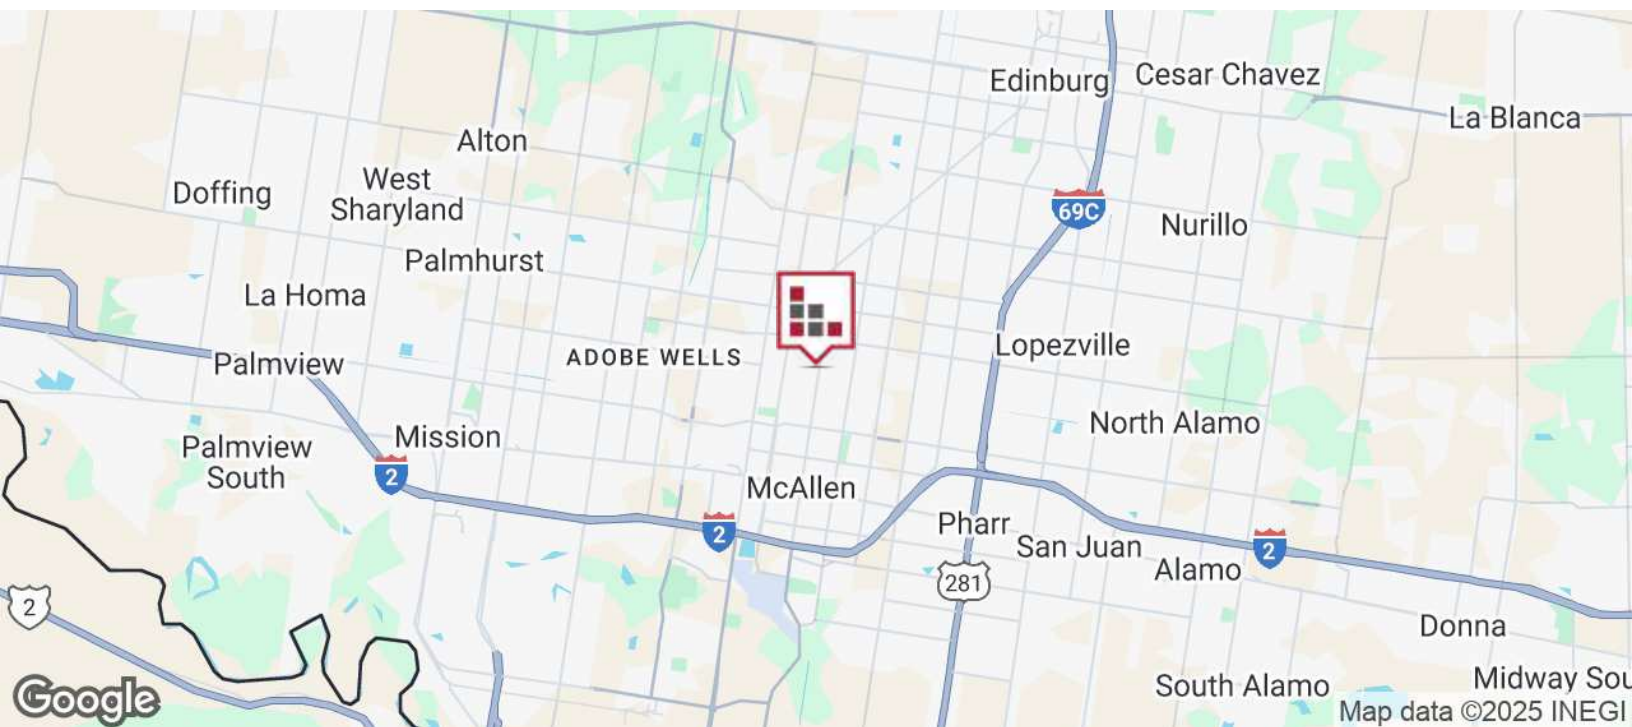 Edinburg
Cesar Chavez
La Blanca
Alton
West
Sharyland
Doffing
69C
Nurillo
Palmhurst
La Homa
Lopezville
ADOBE WELLS
Palmview
North Alamo
Mission
Palmview
South
2
McAllen
2
Pharr
San Juan
2
Alamo
281
2
Donna
South Alamo
Midway Sou
Google
Map data ©2025 INEGI